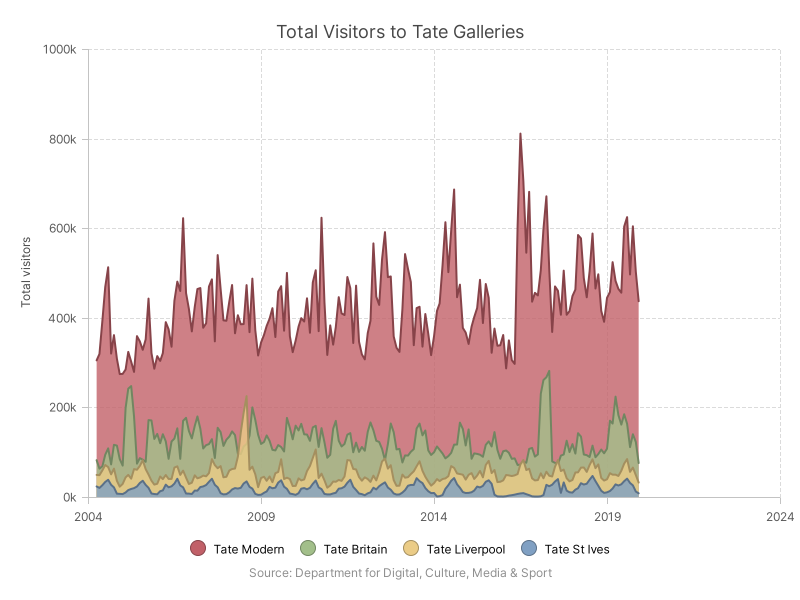 Total Visitors to Tate Galleries
1000k
800k
600k
400k
200k
0k
Total visitors
2004
2009
2014
2019
2024
Tate Modern
Tate Britain
Tate Liverpool
Tate St Ives
Source: Department for Digital, Culture, Media & Sport